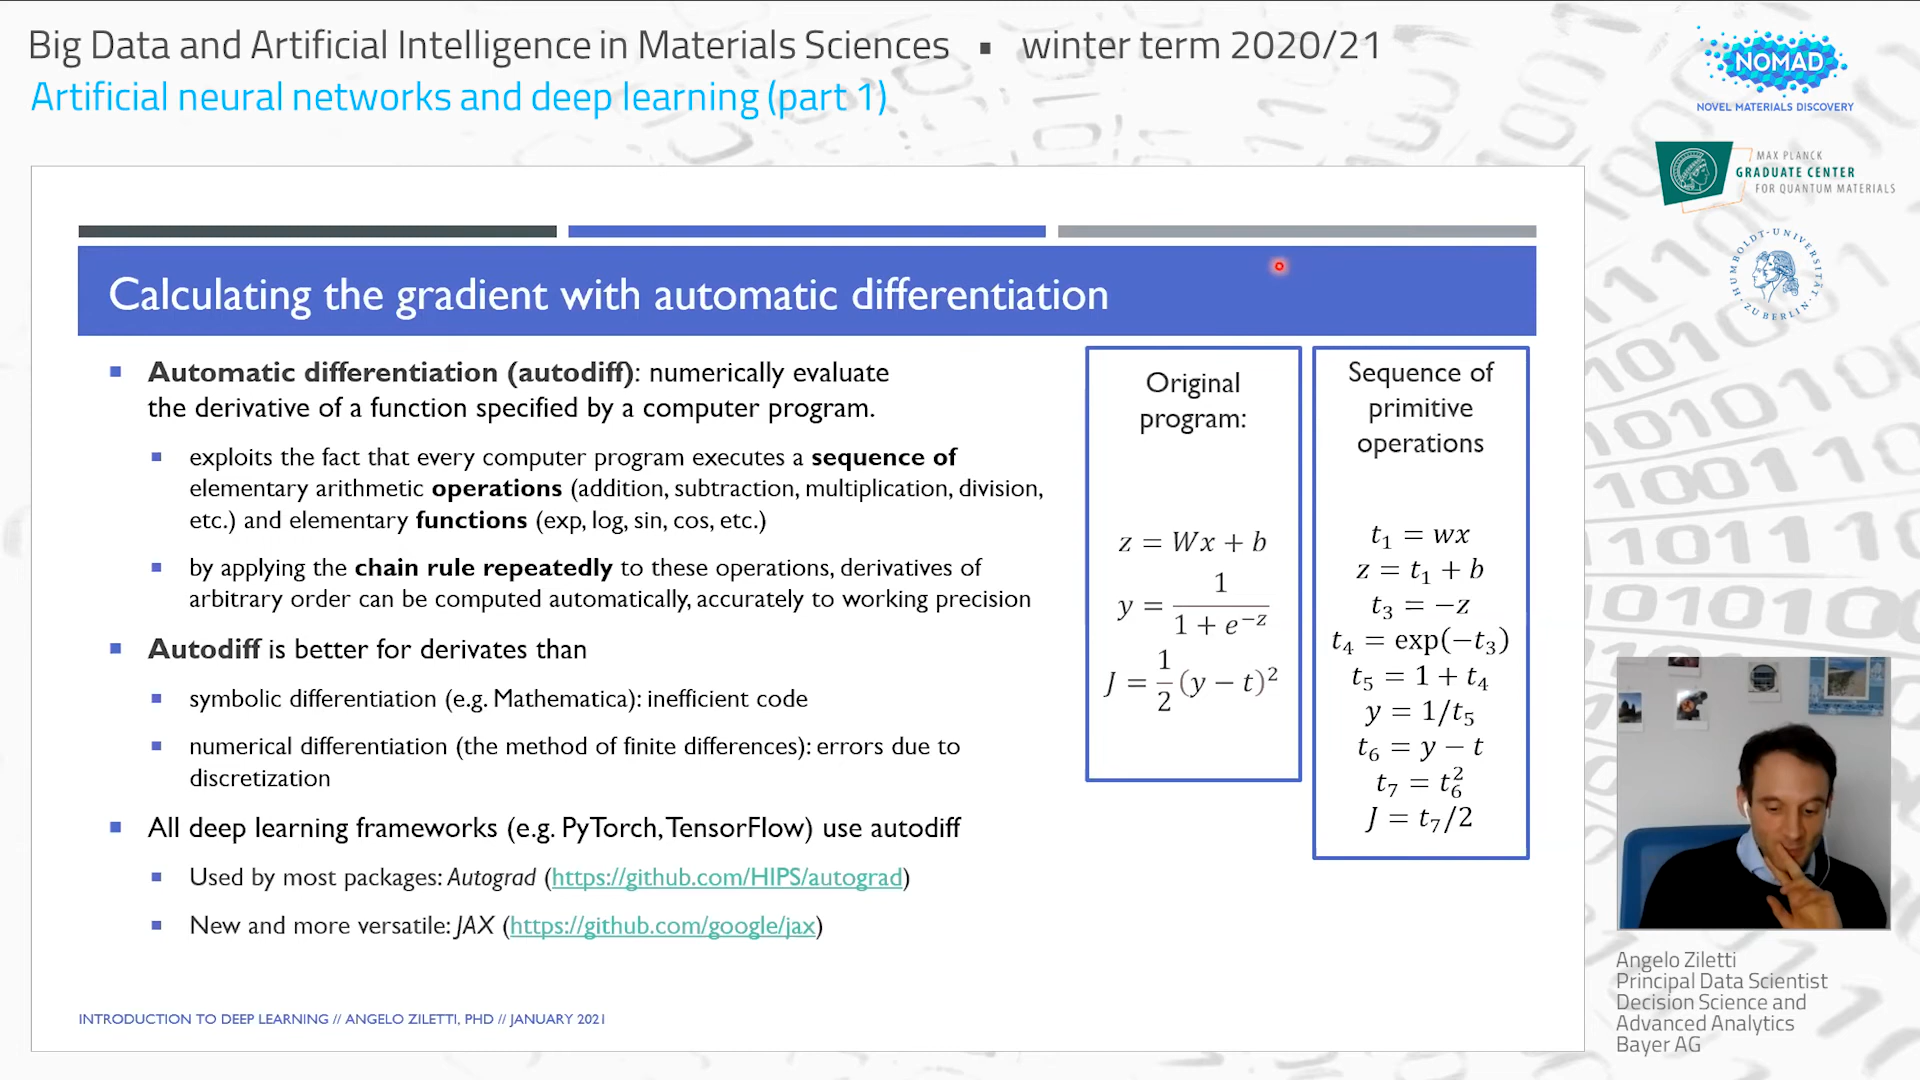 Big Data and Artificial Intelligence in Materials Sciences ▪ winter term 2020/21
Artificial neural networks and deep learning (part 1)
NOMAD
NOVEL MATERIALS DISCOVERY
MAX PLANCK
GRADUATE CENTER
FOR QUANTUM MATERIALS
HUMBOLDT-UNIVERSITÄT ZU BERLIN
Calculating the gradient with automatic differentiation
Automatic differentiation (autodiff): numerically evaluate
the derivative of a function specified by a computer program.
exploits the fact that every computer program executes a sequence of
elementary arithmetic operations (addition, subtraction, multiplication, division,
etc.) and elementary functions (exp, log, sin, cos, etc.)
by applying the chain rule repeatedly to these operations, derivatives of
arbitrary order can be computed automatically, accurately to working precision
Autodiff is better for derivates than
symbolic differentiation (e.g. Mathematica): inefficient code
numerical differentiation (the method of finite differences): errors due to
discretization
All deep learning frameworks (e.g. PyTorch, TensorFlow) use autodiff
Used by most packages: Autograd (https://github.com/HIPS/autograd)
New and more versatile: JAX (https://github.com/google/jax)
Original
program:
z = Wx + b
y = 1/(1 + e^{-z})
J = 1/2 (y − t)²
Sequence of
primitive
operations
t₁ = wx
z = t₁ + b
t₃ = −z
t₄ = exp(−t₃)
t₅ = 1 + t₄
y = 1/t₅
t₆ = y − t
t₇ = t₆²
J = t₇/2
INTRODUCTION TO DEEP LEARNING // ANGELO ZILETTI, PHD // JANUARY 2021
Angelo Ziletti
Principal Data Scientist
Decision Science and
Advanced Analytics
Bayer AG